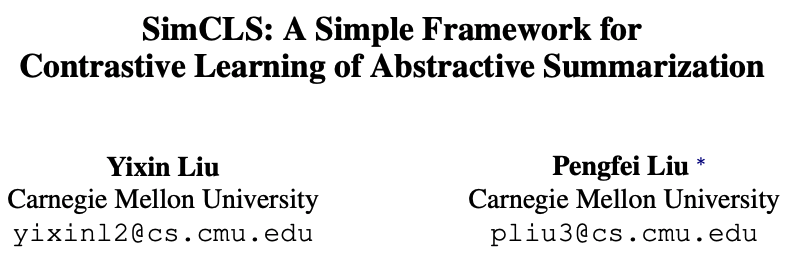 SimCLS: A Simple Framework for
Contrastive Learning of Abstractive Summarization
Yixin Liu
Carnegie Mellon University
yixinl2@cs.cmu.edu
Pengfei Liu *
Carnegie Mellon University
pliu3@cs.cmu.edu